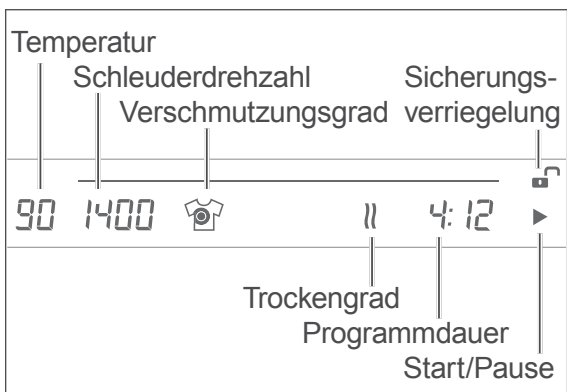 Temperatur
Schleuderdrehzahl
Sicherungs-
Verschmutzungsgrad
verriegelung
90 1400 4:12
Trockengrad
Programmdauer
Start/Pause